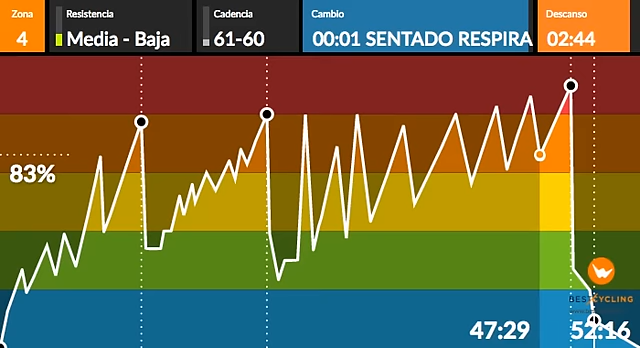 Zona
4
Resistencia
Media - Baja
Cadencia
61-60
Cambio
00:01 SENTADO RESPIRA
Descanso
02:44
83%
BESTCYCLING
47:29
52:16